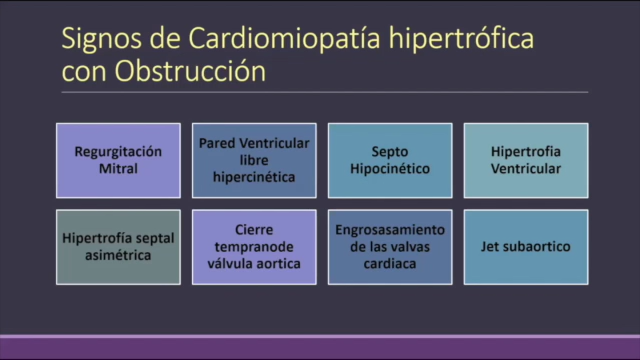 Signos de Cardiomiopatía hipertrófica
con Obstrucción
Regurgitación
Mitral
Pared Ventricular
libre
hipercinética
Septo
Hipocinético
Hipertrofia
Ventricular
Hipertrofía septal
asimétrica
Cierre
tempranode
válvula aortica
Engrosasamiento
de las valvas
cardiaca
Jet subaortico